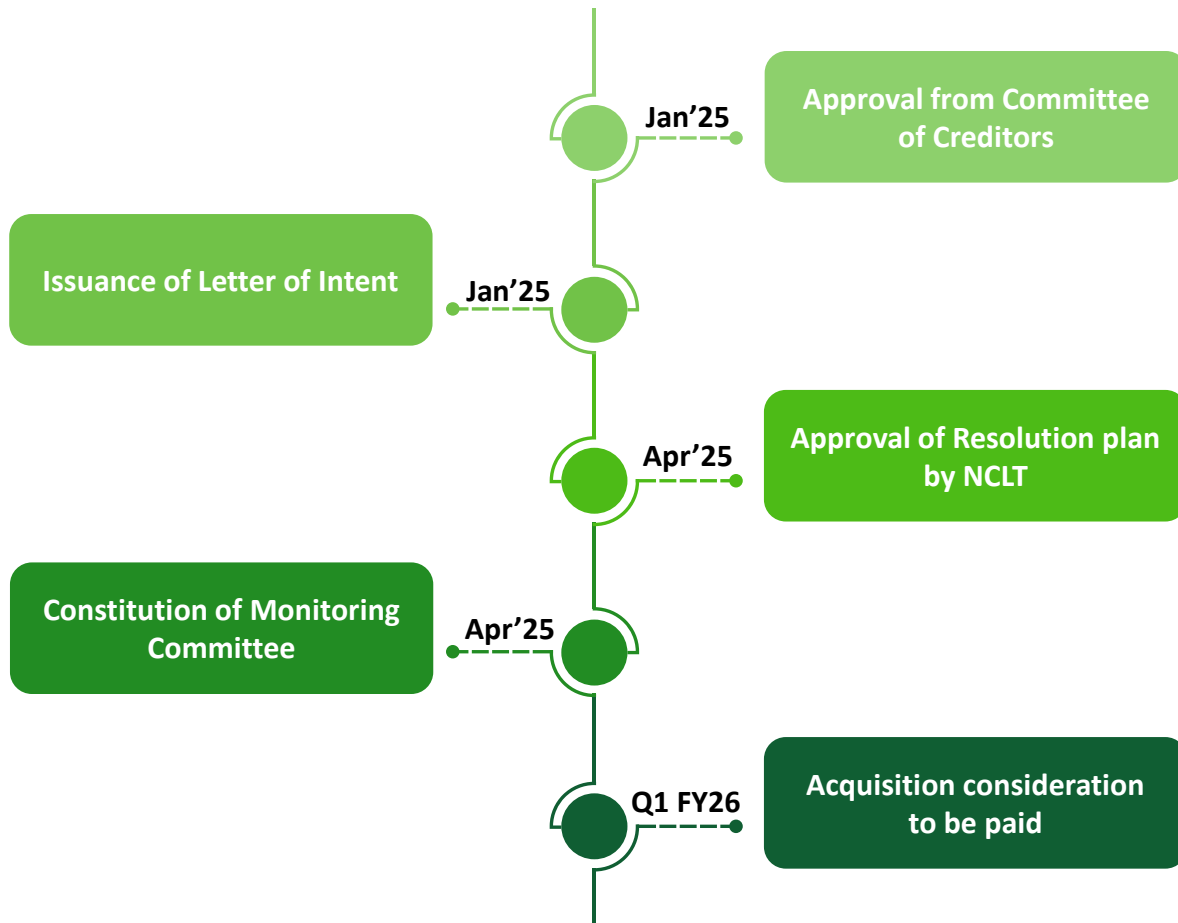 Jan’25
Approval from Committee
of Creditors
Issuance of Letter of Intent
Jan’25
Apr’25
Approval of Resolution plan
by NCLT
Constitution of Monitoring
Committee
Apr’25
Q1 FY26
Acquisition consideration
to be paid